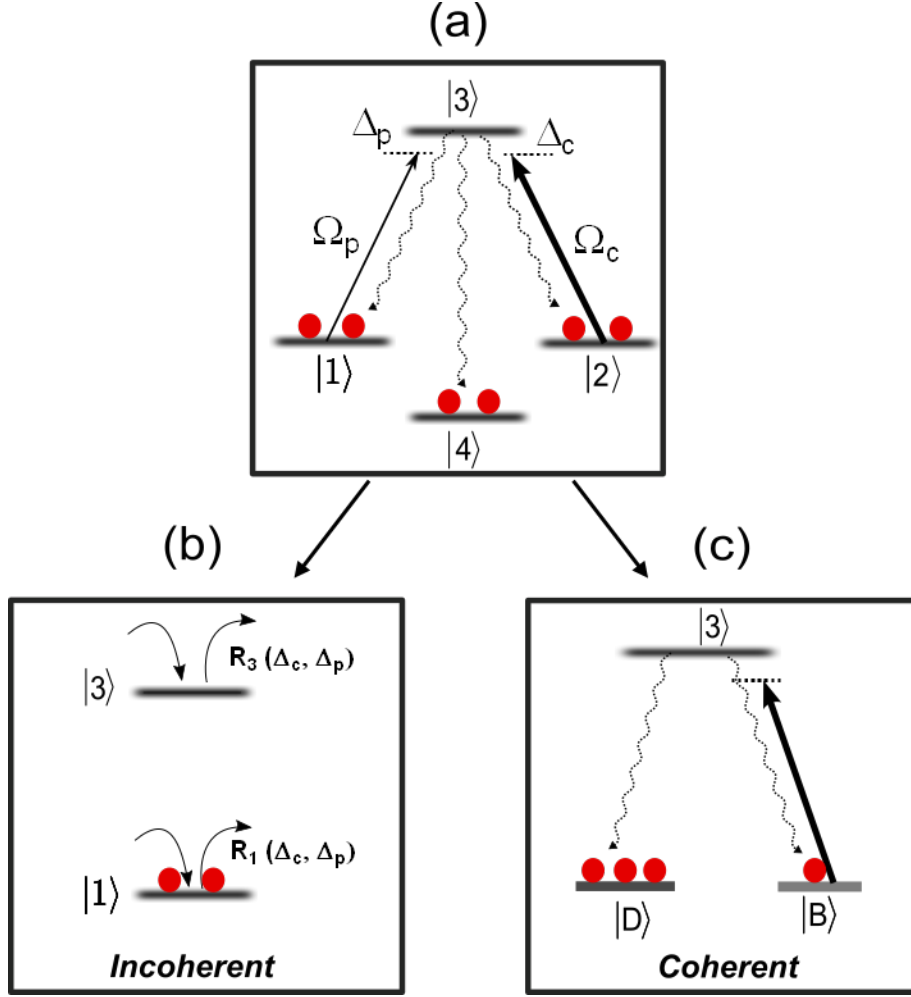 (a)
|3⟩
Δp
Δc
Ωp
Ωc
|1⟩
|2⟩
|4⟩
(b)
(c)
|3⟩
R3 (Δc, Δp)
|1⟩
R1 (Δc, Δp)
Incoherent
|3⟩
|D⟩
|B⟩
Coherent